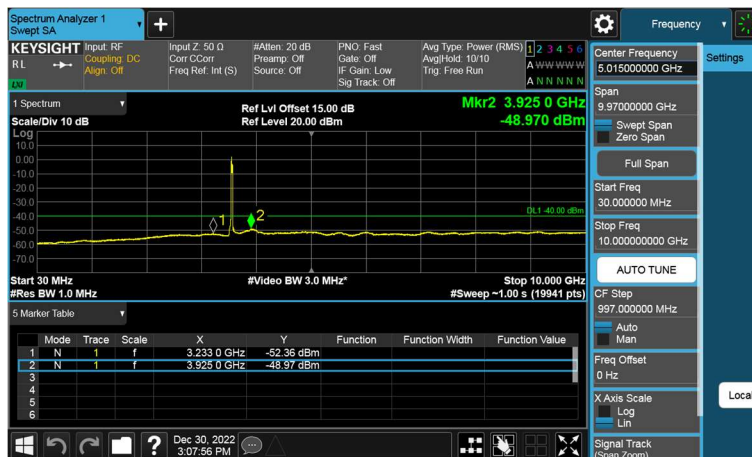 Spectrum Analyzer 1
Swept SA
Frequency
KEYSIGHT
RL
LXI
Input: RF
Coupling: DC
Align: Off
Input Z: 50 Ω
Corr CCorr
Freq Ref: Int (S)
#Atten: 20 dB
Preamp: Off
Source: Off
PNO: Fast
Gate: Off
IF Gain: Low
Sig Track: Off
Avg Type: Power (RMS)
Avg|Hold: 10/10
Trig: Free Run
1 2 3 4 5 6
A W W W W W
A N N N N N
1 Spectrum
Scale/Div 10 dB
Log
Ref Lvl Offset 15.00 dB
Ref Level 20.00 dBm
Mkr2 3.925 0 GHz
-48.970 dBm
10.0
0.00
-10.0
-20.0
-30.0
-40.0
-50.0
-60.0
-70.0
1
2
DL1 -40.00 dBm
Start 30 MHz
#Res BW 1.0 MHz
#Video BW 3.0 MHz*
Stop 10.000 GHz
#Sweep ~1.00 s (19941 pts)
5 Marker Table
Mode Trace Scale X Y Function Function Width Function Value
1 N 1 f 3.233 0 GHz -52.36 dBm
2 N 1 f 3.925 0 GHz -48.97 dBm
3
4
5
6
?
Dec 30, 2022
3:07:56 PM
Center Frequency
5.015000000 GHz
Settings
Span
9.97000000 GHz
Swept Span
Zero Span
Full Span
Start Freq
30.000000 MHz
Stop Freq
10.000000000 GHz
AUTO TUNE
CF Step
997.000000 MHz
Auto
Man
Freq Offset
0 Hz
X Axis Scale
Log
Lin
Local
Signal Track
(Span Zoom)